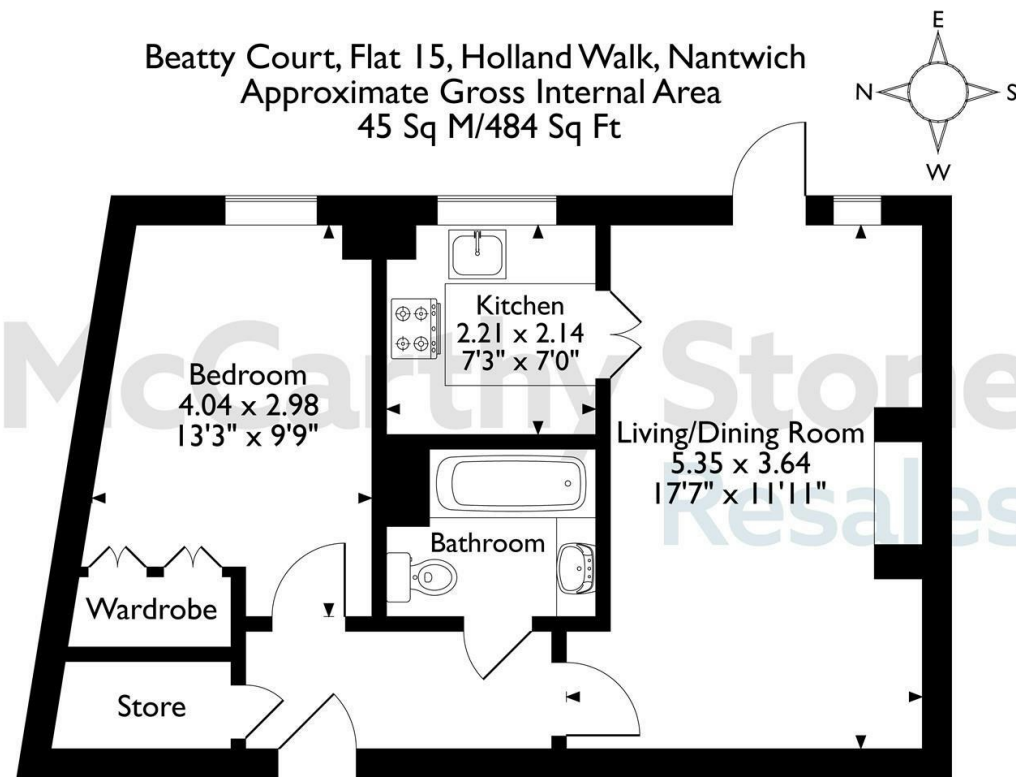 Beatty Court, Flat 15, Holland Walk, Nantwich
Approximate Gross Internal Area
45 Sq M/484 Sq Ft
E
N
S
W
McCarthy Stone
Resales
Kitchen
2.21 x 2.14
7'3" x 7'0"
Bedroom
4.04 x 2.98
13'3" x 9'9"
Living/Dining Room
5.35 x 3.64
17'7" x 11'11"
Bathroom
Wardrobe
Store